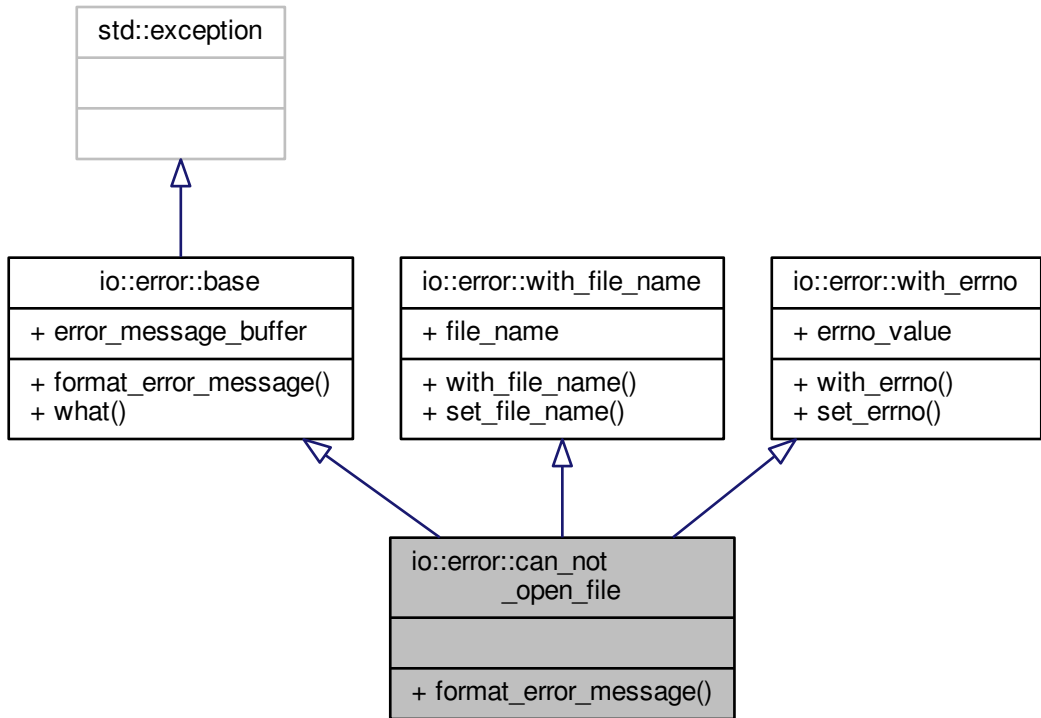 std::exception
io::error::base
+ error_message_buffer
+ format_error_message()
+ what()
io::error::with_file_name
+ file_name
+ with_file_name()
+ set_file_name()
io::error::with_errno
+ errno_value
+ with_errno()
+ set_errno()
io::error::can_not
_open_file
+ format_error_message()